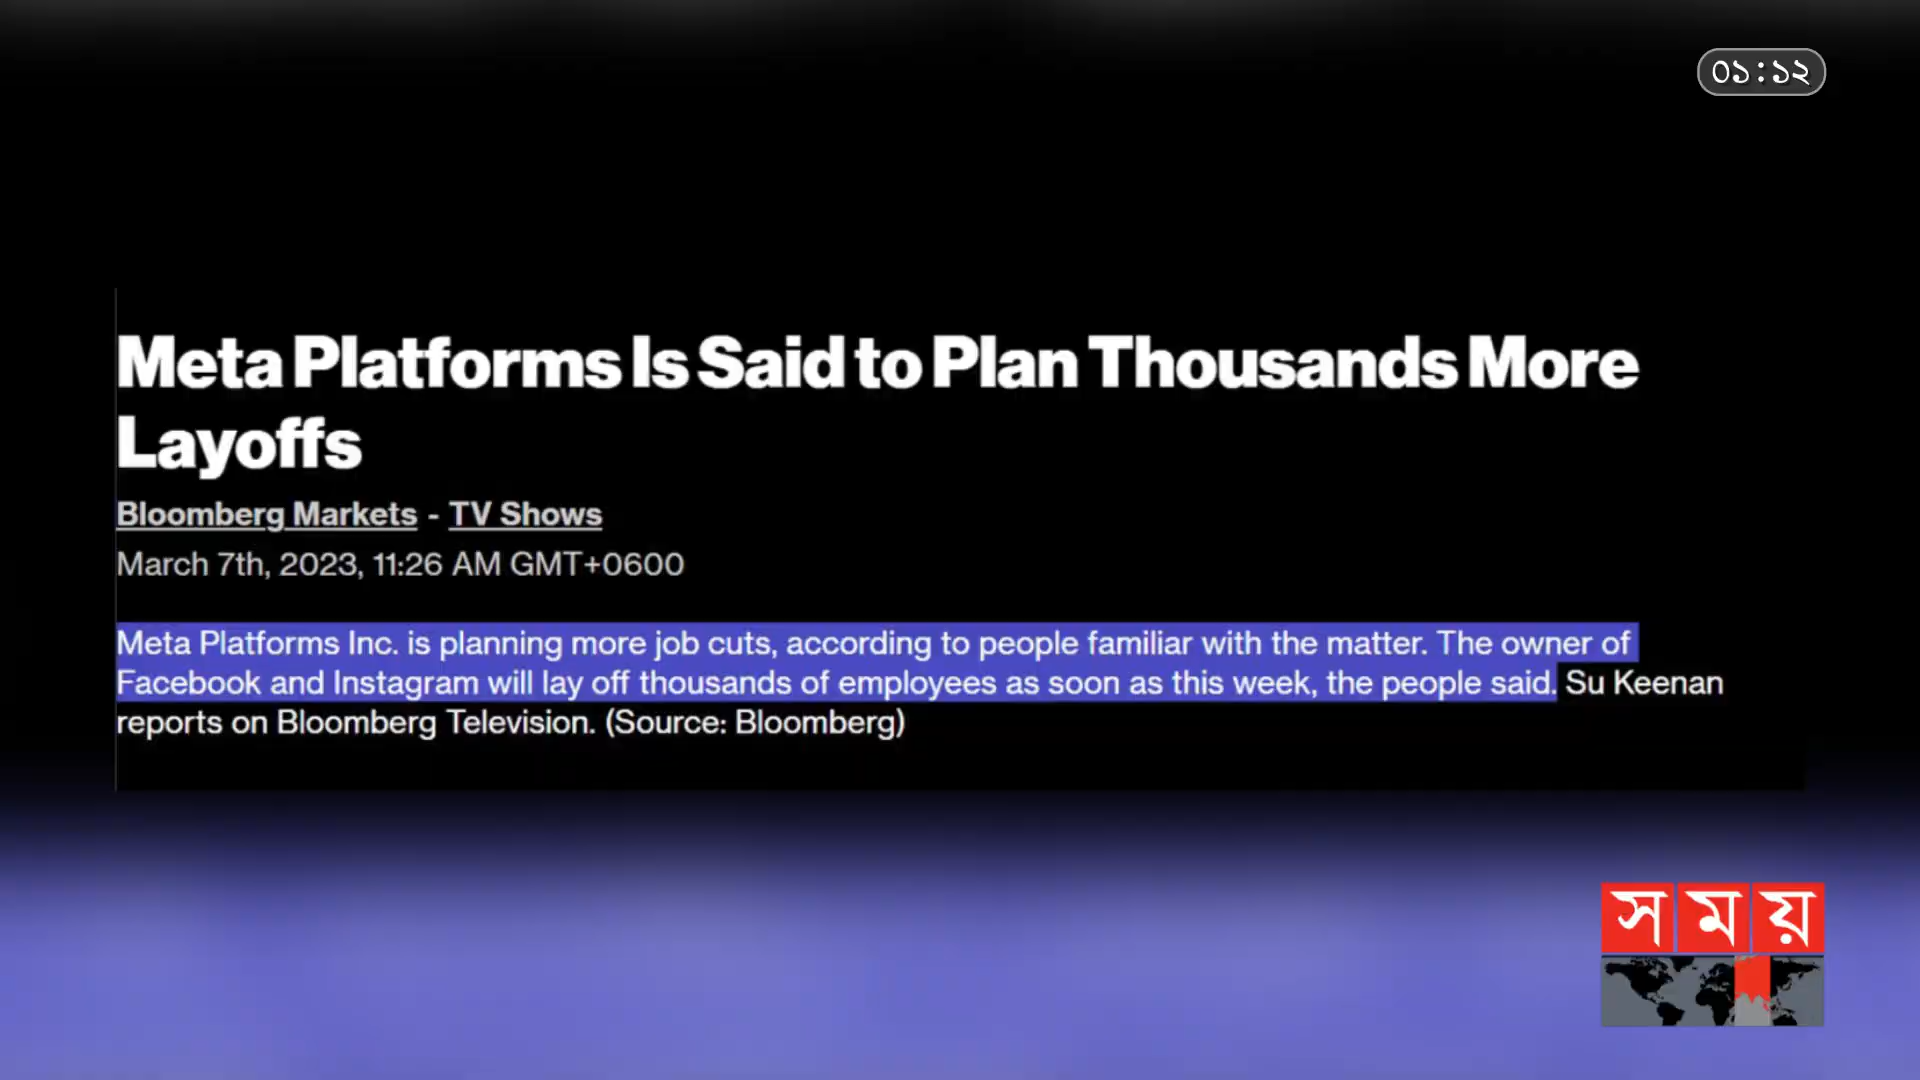 ০১:১২
Meta Platforms Is Said to Plan Thousands More
Layoffs
Bloomberg Markets - TV Shows
March 7th, 2023, 11:26 AM GMT+0600
Meta Platforms Inc. is planning more job cuts, according to people familiar with the matter. The owner of
Facebook and Instagram will lay off thousands of employees as soon as this week, the people said. Su Keenan
reports on Bloomberg Television. (Source: Bloomberg)
সময়